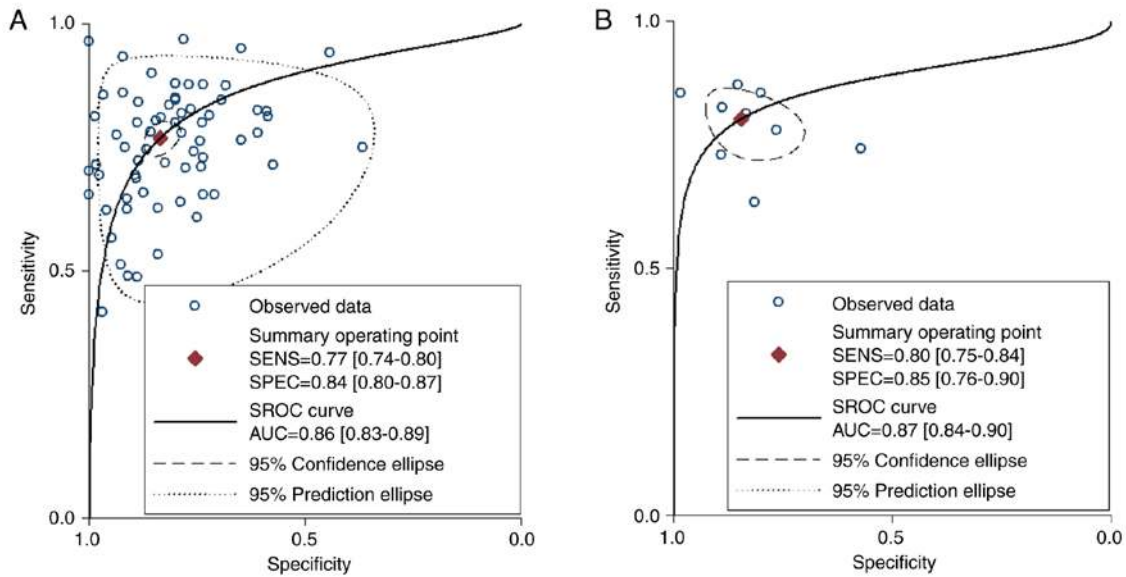 A
1.0
0.5
0.0
Sensitivity
1.0
0.5
0.0
Specificity
Observed data
Summary operating point
SENS=0.77 [0.74-0.80]
SPEC=0.84 [0.80-0.87]
SROC curve
AUC=0.86 [0.83-0.89]
95% Confidence ellipse
95% Prediction ellipse
B
1.0
0.5
0.0
Sensitivity
1.0
0.5
0.0
Specificity
Observed data
Summary operating point
SENS=0.80 [0.75-0.84]
SPEC=0.85 [0.76-0.90]
SROC curve
AUC=0.87 [0.84-0.90]
95% Confidence ellipse
95% Prediction ellipse